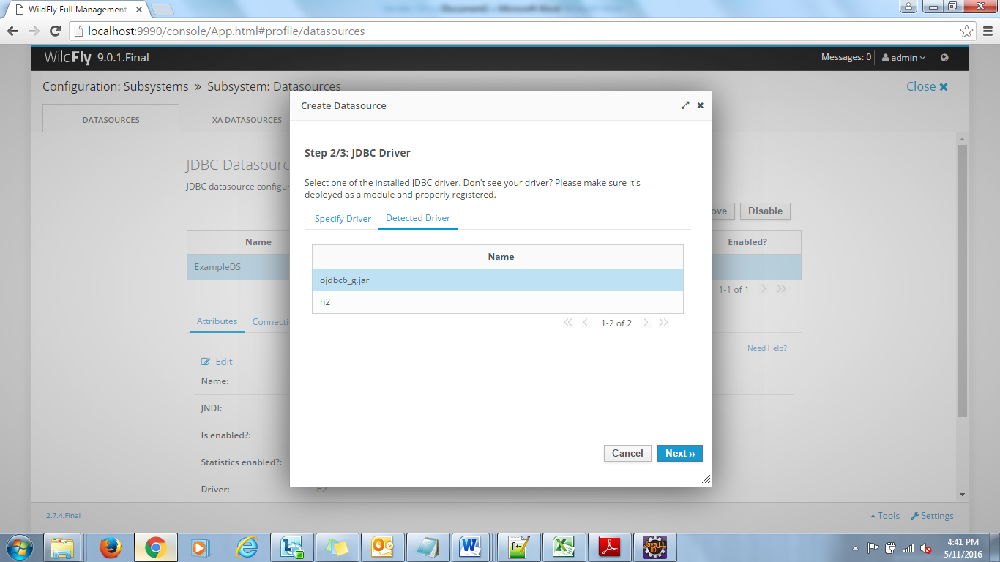 WildFly Full Management
localhost:9990/console/App.html#profile/datasources
WildFly 9.0.1.Final
Messages: 0
admin
Configuration: Subsystems » Subsystem: Datasources
Close
DATASOURCES
XA DATASOURCES
JDBC Datasourc
JDBC datasource configur
ove
Disable
Name
Enabled?
ExampleDS
1-1 of 1
Attributes
Connecti
Need Help?
Edit
Name:
JNDI:
Is enabled?:
Statistics enabled?:
Driver:
h2
Create Datasource
Step 2/3: JDBC Driver
Select one of the installed JDBC driver. Don't see your driver? Please make sure it's
deployed as a module and properly registered.
Specify Driver
Detected Driver
Name
ojdbc6_g.jar
h2
1-2 of 2
Cancel
Next »
2.7.4.Final
Tools
Settings
Java EE
IDE
4:41 PM
5/11/2016